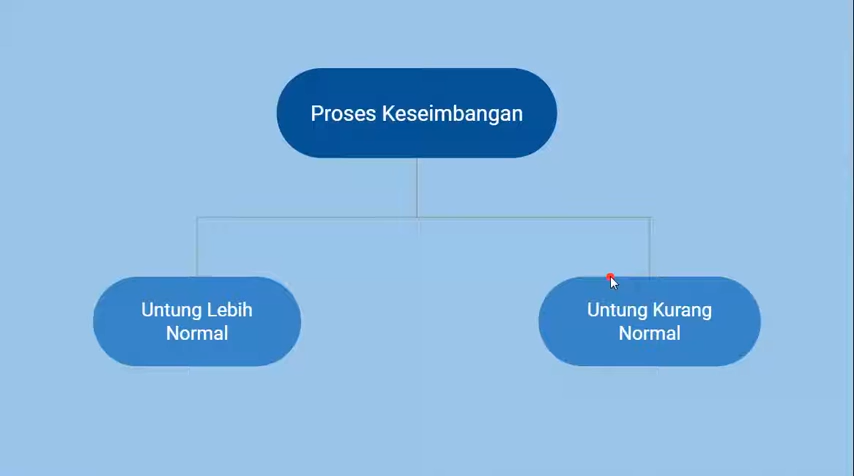 Proses Keseimbangan
Untung Lebih
Normal
Untung Kurang
Normal